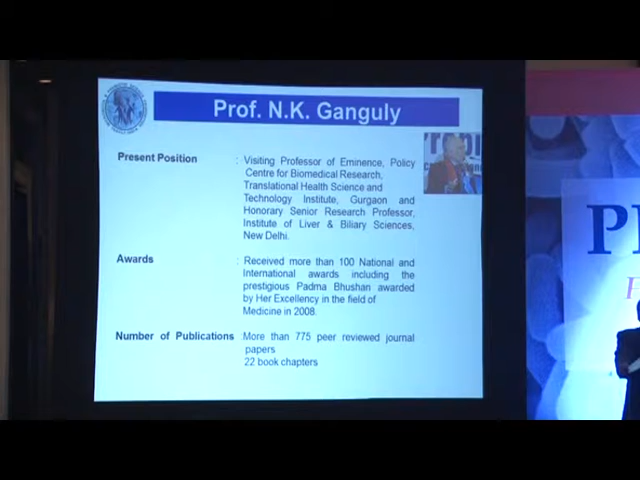 Prof. N.K. Ganguly
Present Position : Visiting Professor of Eminence, Policy
Centre for Biomedical Research,
Translational Health Science and
Technology Institute, Gurgaon and
Honorary Senior Research Professor,
Institute of Liver & Biliary Sciences,
New Delhi.
Awards : Received more than 100 National and
International awards including the
prestigious Padma Bhushan awarded
by Her Excellency in the field of
Medicine in 2008.
Number of Publications More than 775 peer reviewed journal
papers
22 book chapters